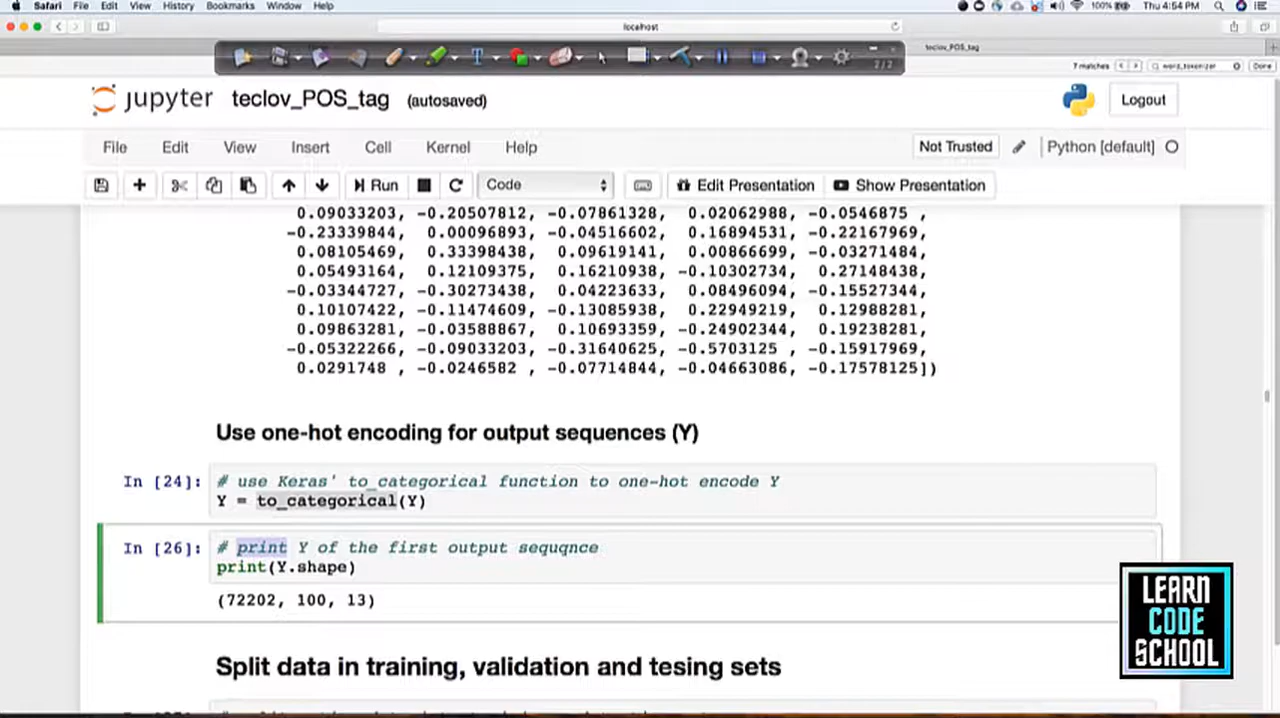 Safari File Edit View History Bookmarks Window Help 100% Thu 4:54 PM
localhost
teclov_POS_tag
2/2
7 matches word_tokenizer Done
jupyter teclov_POS_tag (autosaved) Logout
File Edit View Insert Cell Kernel Help Not Trusted Python [default]
Run Code Edit Presentation Show Presentation
0.09033203, -0.20507812, -0.07861328, 0.02062988, -0.0546875 ,
-0.23339844, 0.00096893, -0.04516602, 0.16894531, -0.22167969,
0.08105469, 0.33398438, 0.09619141, 0.00866699, -0.03271484,
0.05493164, 0.12109375, 0.16210938, -0.10302734, 0.27148438,
-0.03344727, -0.30273438, 0.04223633, 0.08496094, -0.15527344,
0.10107422, -0.11474609, -0.13085938, 0.22949219, 0.12988281,
0.09863281, -0.03588867, 0.10693359, -0.24902344, 0.19238281,
-0.05322266, -0.09033203, -0.31640625, -0.5703125 , -0.15917969,
0.0291748 , -0.0246582 , -0.07714844, -0.04663086, -0.17578125])
Use one-hot encoding for output sequences (Y)
In [24]: # use Keras' to_categorical function to one-hot encode Y
Y = to_categorical(Y)
In [26]: # print Y of the first output sequqnce
print(Y.shape)
(72202, 100, 13)
LEARN
CODE
SCHOOL
Split data in training, validation and tesing sets